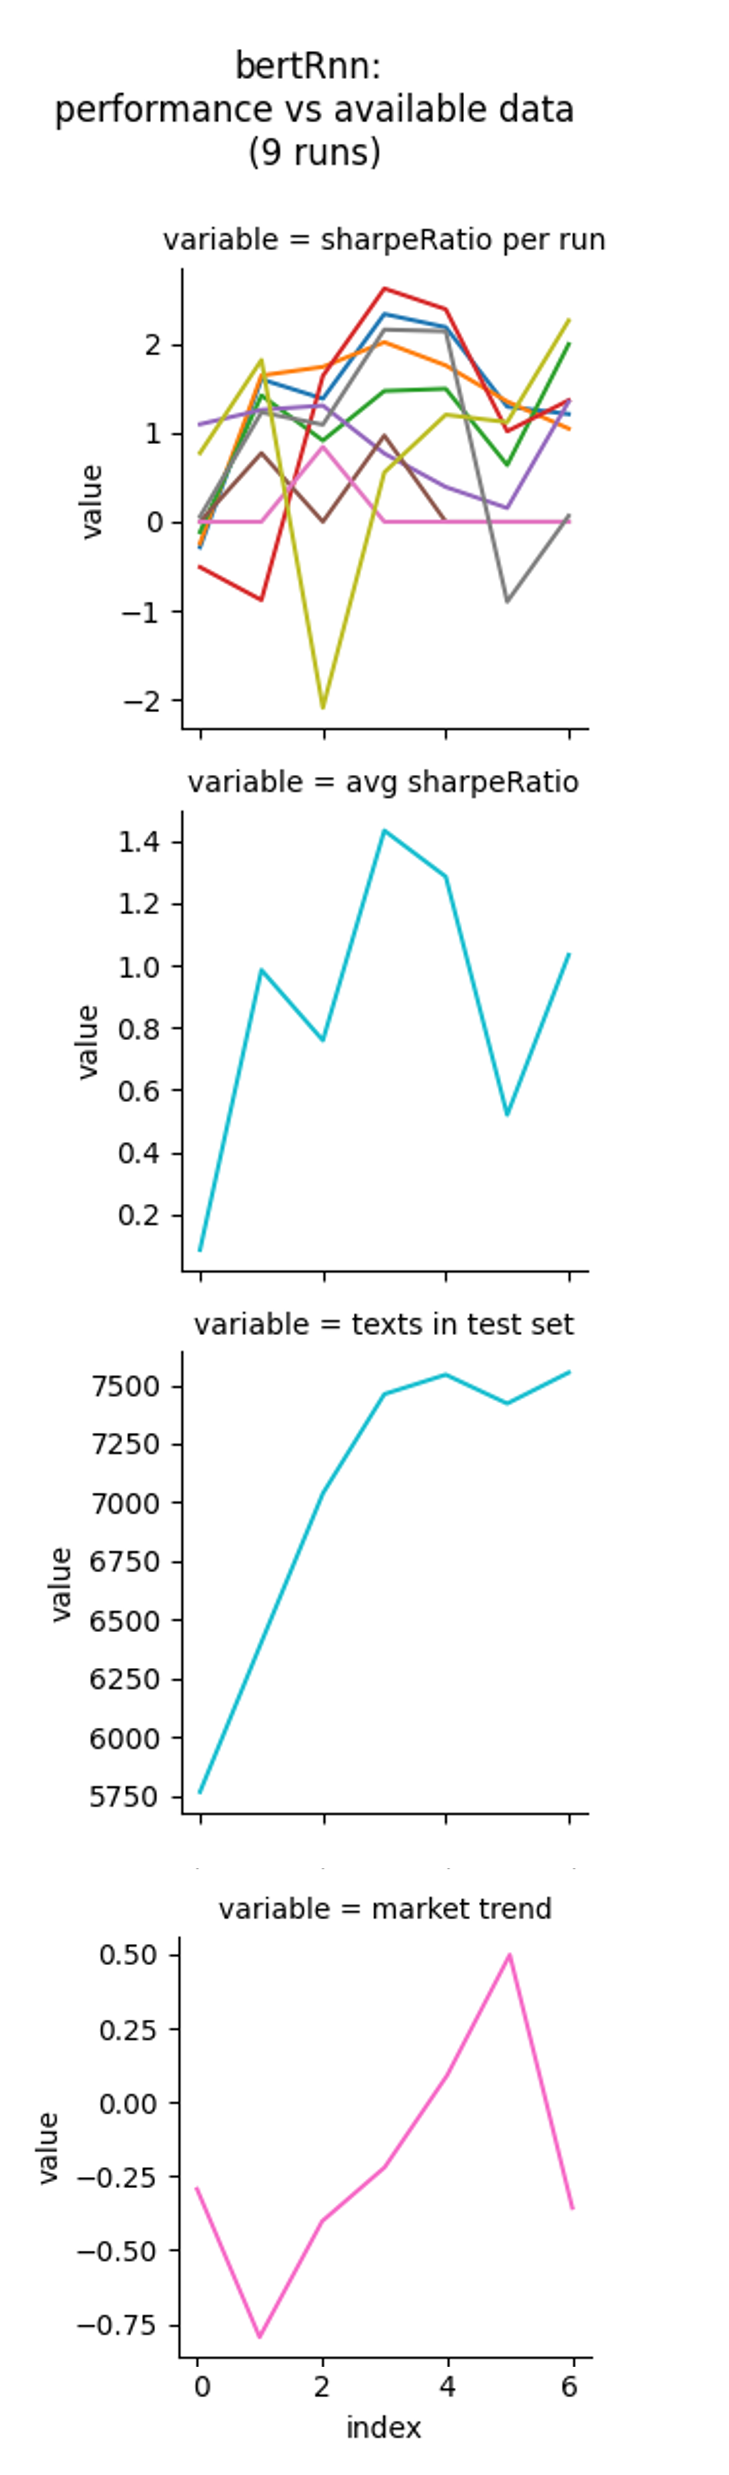 bertRnn:
performance vs available data
(9 runs)
variable = sharpeRatio per run
2
1
0
−1
−2
value
variable = avg sharpeRatio
1.4
1.2
1.0
0.8
0.6
0.4
0.2
value
variable = texts in test set
7500
7250
7000
6750
6500
6250
6000
5750
value
variable = market trend
0.50
0.25
0.00
−0.25
−0.50
−0.75
value
0 2 4 6
index